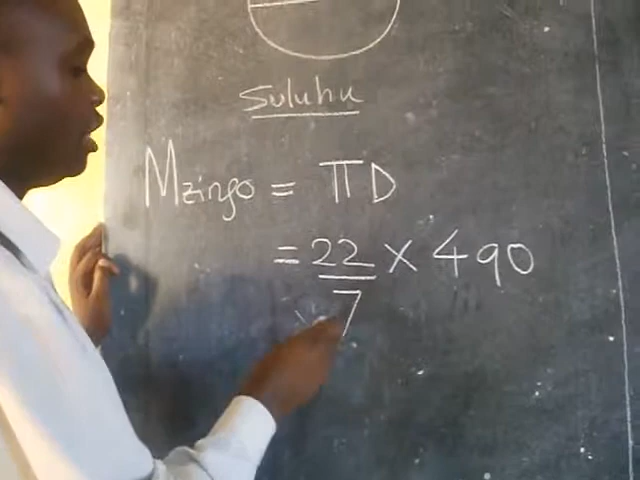 Suluhu
Mzingo = πD
= 22/7 × 490